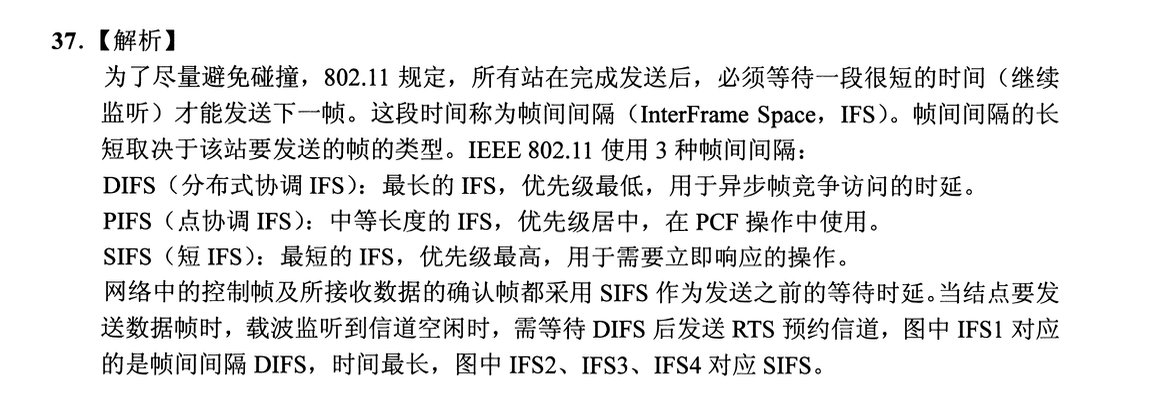 37.【解析】
为了尽量避免碰撞，802.11 规定，所有站在完成发送后，必须等待一段很短的时间（继续
监听）才能发送下一帧。这段时间称为帧间间隔（InterFrame Space，IFS）。帧间间隔的长
短取决于该站要发送的帧的类型。IEEE 802.11 使用 3 种帧间间隔：
DIFS（分布式协调 IFS）：最长的 IFS，优先级最低，用于异步帧竞争访问的时延。
PIFS（点协调 IFS）：中等长度的 IFS，优先级居中，在 PCF 操作中使用。
SIFS（短 IFS）：最短的 IFS，优先级最高，用于需要立即响应的操作。
网络中的控制帧及所接收数据的确认帧都采用 SIFS 作为发送之前的等待时延。当结点要发
送数据帧时，载波监听到信道空闲时，需等待 DIFS 后发送 RTS 预约信道，图中 IFS1 对应
的是帧间间隔 DIFS，时间最长，图中 IFS2、IFS3、IFS4 对应 SIFS。